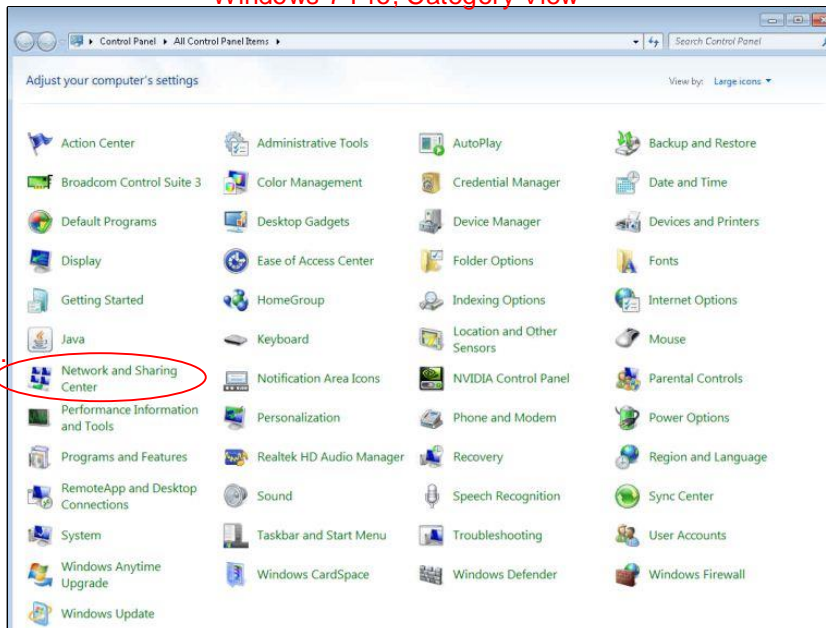 Windows 7 Pro, Category View
Control Panel ▸ All Control Panel Items ▸
Search Control Panel
Adjust your computer's settings
View by: Large icons
Action Center
Administrative Tools
AutoPlay
Backup and Restore
Broadcom Control Suite 3
Color Management
Credential Manager
Date and Time
Default Programs
Desktop Gadgets
Device Manager
Devices and Printers
Display
Ease of Access Center
Folder Options
Fonts
Getting Started
HomeGroup
Indexing Options
Internet Options
Java
Keyboard
Location and Other
Sensors
Mouse
Network and Sharing
Center
Notification Area Icons
NVIDIA Control Panel
Parental Controls
Performance Information
and Tools
Personalization
Phone and Modem
Power Options
Programs and Features
Realtek HD Audio Manager
Recovery
Region and Language
RemoteApp and Desktop
Connections
Sound
Speech Recognition
Sync Center
System
Taskbar and Start Menu
Troubleshooting
User Accounts
Windows Anytime
Upgrade
Windows CardSpace
Windows Defender
Windows Firewall
Windows Update